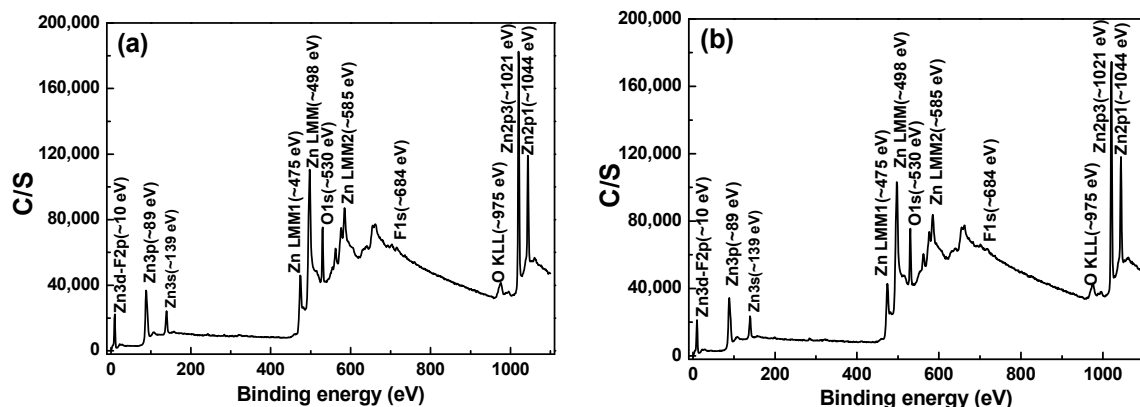 (a)
200,000
160,000
120,000
80,000
40,000
0
C/S
Zn3d-F2p(~10 eV)
Zn3p(~89 eV)
Zn3s(~139 eV)
Zn LMM1(~475 eV)
Zn LMM(~498 eV)
O1s(~530 eV)
Zn LMM2(~585 eV)
F1s(~684 eV)
O KLL(~975 eV)
Zn2p3(~1021 eV)
Zn2p1(~1044 eV)
0 200 400 600 800 1000
Binding energy (eV)
(b)
200,000
160,000
120,000
80,000
40,000
0
C/S
Zn3d-F2p(~10 eV)
Zn3p(~89 eV)
Zn3s(~139 eV)
Zn LMM1(~475 eV)
Zn LMM(~498 eV)
O1s(~530 eV)
Zn LMM2(~585 eV)
F1s(~684 eV)
O KLL(~975 eV)
Zn2p3(~1021 eV)
Zn2p1(~1044 eV)
0 200 400 600 800 1000
Binding energy (eV)